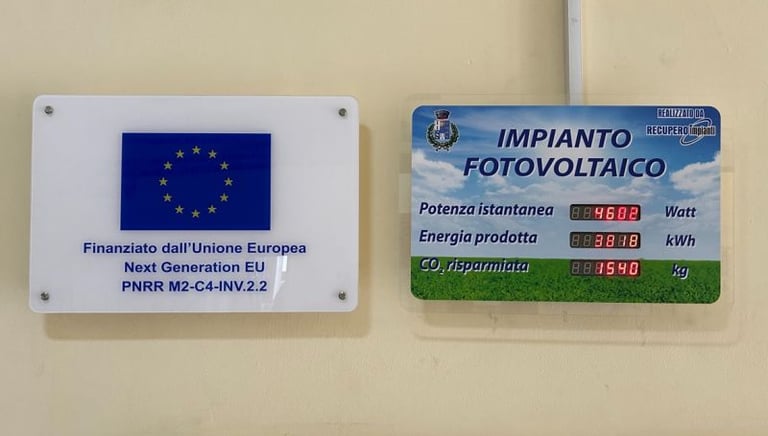 Finanziato dall'Unione Europea
Next Generation EU
PNRR M2-C4-INV.2.2
REALIZZATO DA
RECUPERO impianti
IMPIANTO
FOTOVOLTAICO
Potenza istantanea 4602 Watt
Energia prodotta 3818 kWh
CO₂ risparmiata 1540 kg